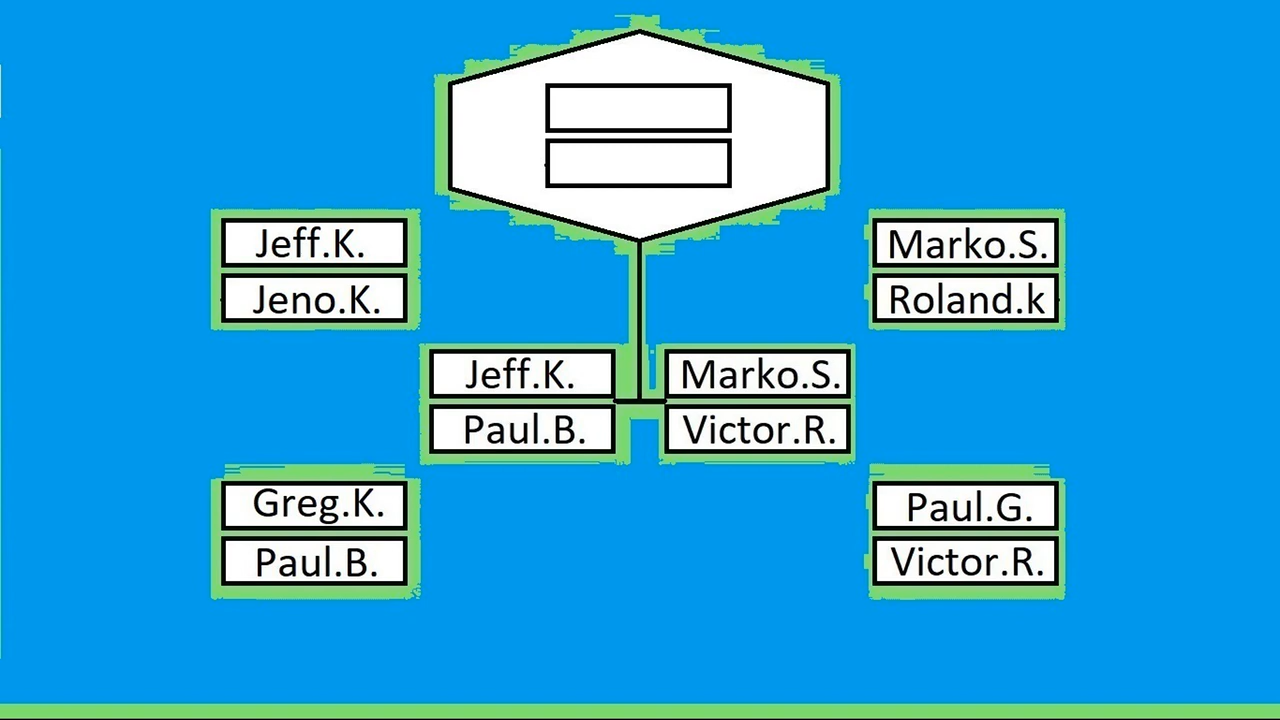 Jeff.K.
Jeno.K.
Marko.S.
Roland.k
Jeff.K.
Paul.B.
Marko.S.
Victor.R.
Greg.K.
Paul.B.
Paul.G.
Victor.R.